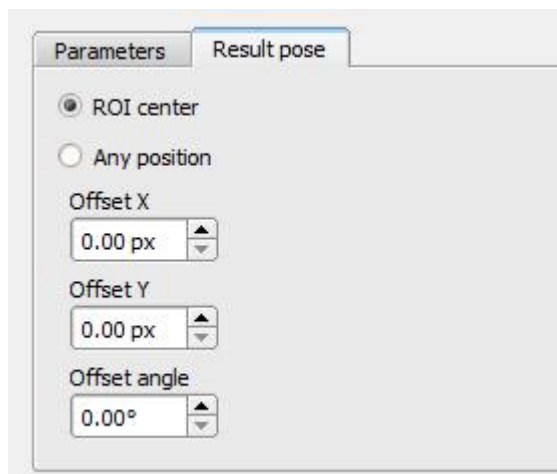 Parameters
Result pose
ROI center
Any position
Offset X
0.00 px
Offset Y
0.00 px
Offset angle
0.00°